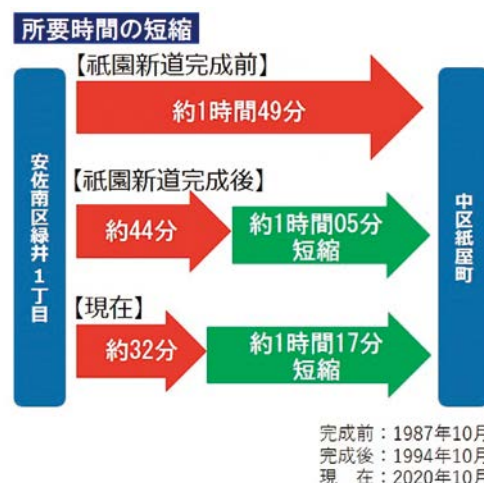 所要時間の短縮
【祇園新道完成前】
約1時間49分
安佐南区緑井1丁目
【祇園新道完成後】
約44分
約1時間05分
短縮
中区紙屋町
【現在】
約32分
約1時間17分
短縮
完成前：1987年10月
完成後：1994年10月
現　在：2020年10月